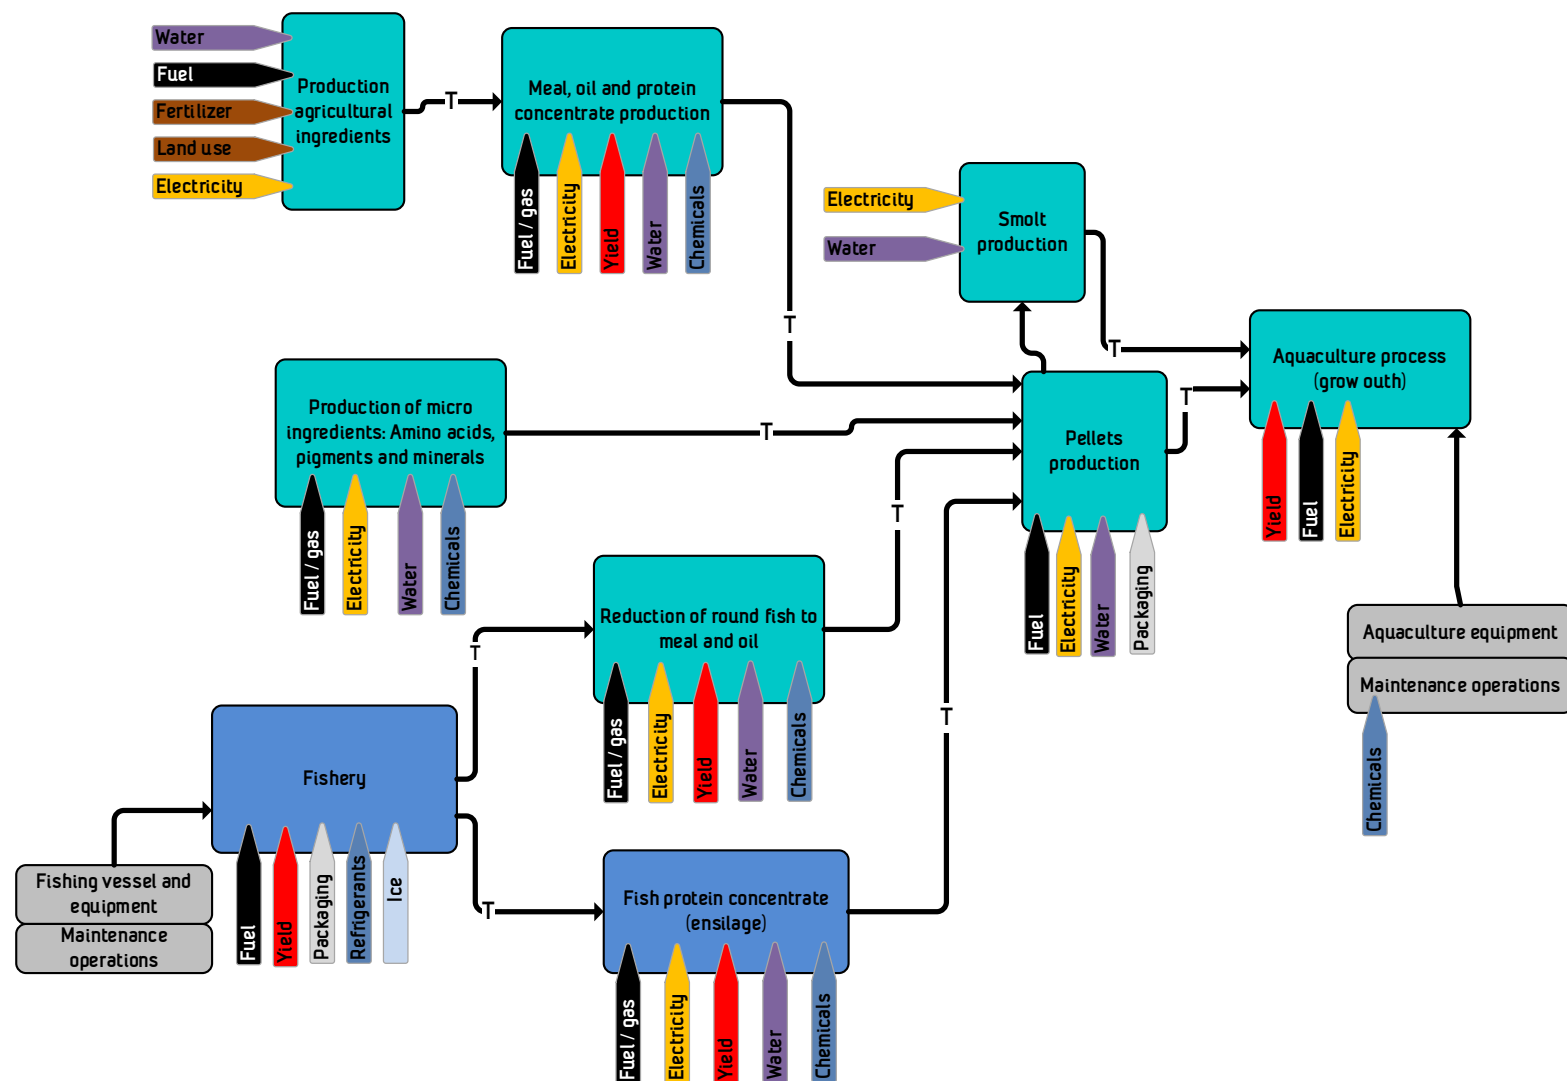 Water
Fuel
Fertilizer
Land use
Electricity
Production
agricultural
ingredients
T
Meal, oil and protein
concentrate production
Fuel / gas
Electricity
Yield
Water
Chemicals
T
Electricity
Water
Smolt
production
T
Aquaculture process
(grow outh)
Yield
Fuel
Electricity
T
Production of micro
ingredients: Amino acids,
pigments and minerals
Fuel / gas
Electricity
Water
Chemicals
T
Pellets
production
Fuel
Electricity
Water
Packaging
T
Reduction of round fish to
meal and oil
Fuel / gas
Electricity
Yield
Water
Chemicals
T
Aquaculture equipment
Maintenance operations
Chemicals
Fishery
Fuel
Yield
Packaging
Refrigerants
Ice
T
Fishing vessel and
equipment
Maintenance
operations
T
Fish protein concentrate
(ensilage)
Fuel / gas
Electricity
Yield
Water
Chemicals
T